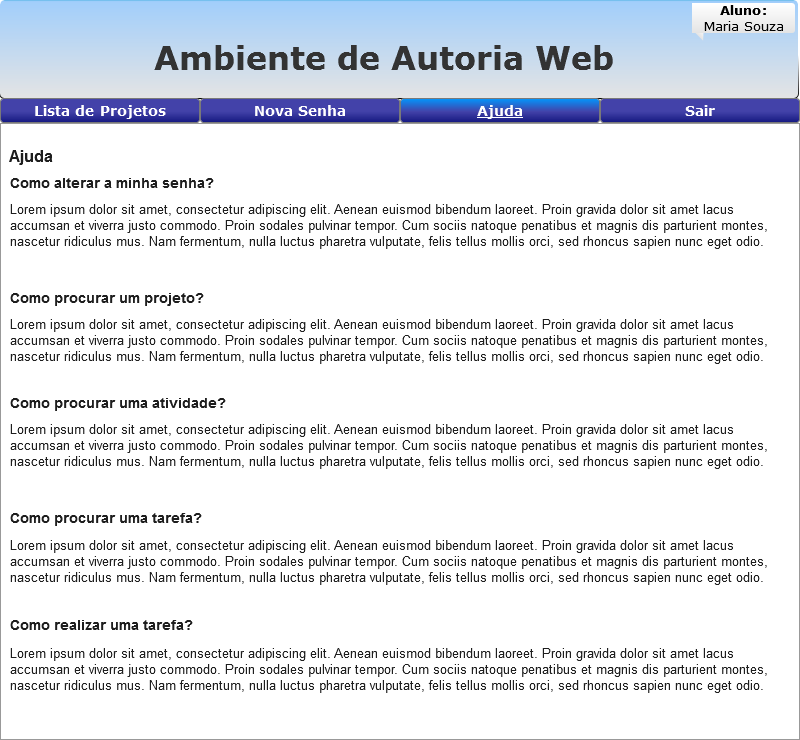 Aluno:
Maria Souza
Ambiente de Autoria Web
Lista de Projetos
Nova Senha
Ajuda
Sair
Ajuda
Como alterar a minha senha?
Lorem ipsum dolor sit amet, consectetur adipiscing elit. Aenean euismod bibendum laoreet. Proin gravida dolor sit amet lacus
accumsan et viverra justo commodo. Proin sodales pulvinar tempor. Cum sociis natoque penatibus et magnis dis parturient montes,
nascetur ridiculus mus. Nam fermentum, nulla luctus pharetra vulputate, felis tellus mollis orci, sed rhoncus sapien nunc eget odio.
Como procurar um projeto?
Lorem ipsum dolor sit amet, consectetur adipiscing elit. Aenean euismod bibendum laoreet. Proin gravida dolor sit amet lacus
accumsan et viverra justo commodo. Proin sodales pulvinar tempor. Cum sociis natoque penatibus et magnis dis parturient montes,
nascetur ridiculus mus. Nam fermentum, nulla luctus pharetra vulputate, felis tellus mollis orci, sed rhoncus sapien nunc eget odio.
Como procurar uma atividade?
Lorem ipsum dolor sit amet, consectetur adipiscing elit. Aenean euismod bibendum laoreet. Proin gravida dolor sit amet lacus
accumsan et viverra justo commodo. Proin sodales pulvinar tempor. Cum sociis natoque penatibus et magnis dis parturient montes,
nascetur ridiculus mus. Nam fermentum, nulla luctus pharetra vulputate, felis tellus mollis orci, sed rhoncus sapien nunc eget odio.
Como procurar uma tarefa?
Lorem ipsum dolor sit amet, consectetur adipiscing elit. Aenean euismod bibendum laoreet. Proin gravida dolor sit amet lacus
accumsan et viverra justo commodo. Proin sodales pulvinar tempor. Cum sociis natoque penatibus et magnis dis parturient montes,
nascetur ridiculus mus. Nam fermentum, nulla luctus pharetra vulputate, felis tellus mollis orci, sed rhoncus sapien nunc eget odio.
Como realizar uma tarefa?
Lorem ipsum dolor sit amet, consectetur adipiscing elit. Aenean euismod bibendum laoreet. Proin gravida dolor sit amet lacus
accumsan et viverra justo commodo. Proin sodales pulvinar tempor. Cum sociis natoque penatibus et magnis dis parturient montes,
nascetur ridiculus mus. Nam fermentum, nulla luctus pharetra vulputate, felis tellus mollis orci, sed rhoncus sapien nunc eget odio.